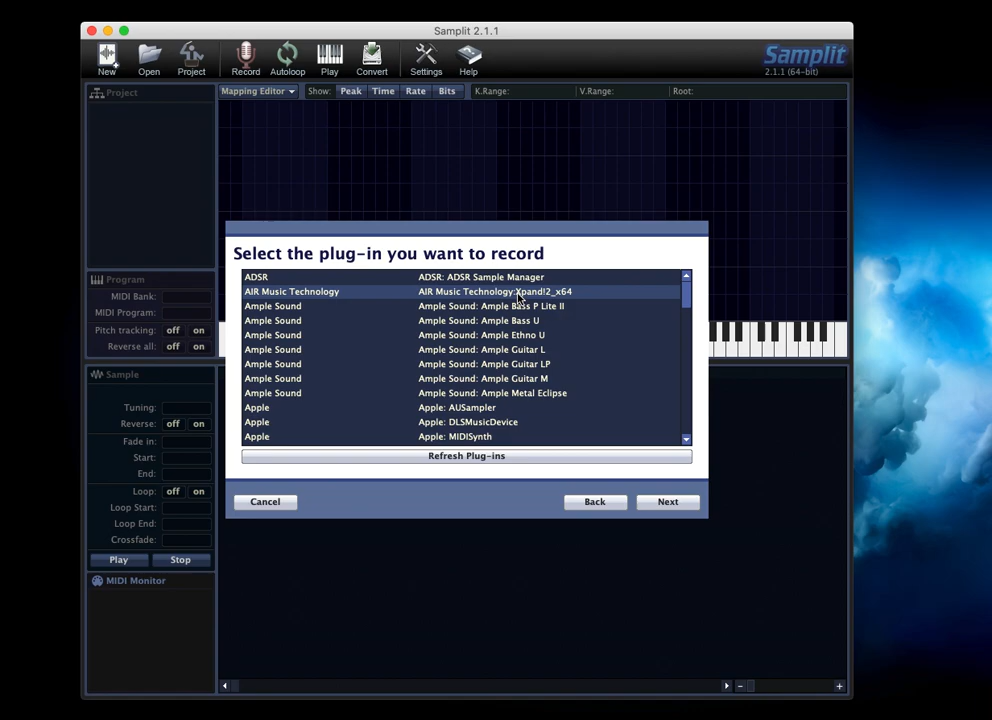 Samplit 2.1.1
New Open Project Record Autoloop Play Convert Settings Help
Samplit
2.1.1 (64-bit)
Project
Mapping Editor Show: Peak Time Rate Bits K.Range: V.Range: Root:
Select the plug-in you want to record
ADSR ADSR: ADSR Sample Manager
AIR Music Technology AIR Music Technology:Xpand!2_x64
Ample Sound Ample Sound: Ample Bass P Lite II
Ample Sound Ample Sound: Ample Bass U
Ample Sound Ample Sound: Ample Ethno U
Ample Sound Ample Sound: Ample Guitar L
Ample Sound Ample Sound: Ample Guitar LP
Ample Sound Ample Sound: Ample Guitar M
Ample Sound Ample Sound: Ample Metal Eclipse
Apple Apple: AUSampler
Apple Apple: DLSMusicDevice
Apple Apple: MIDISynth
Refresh Plug-ins
Cancel Back Next
Program
MIDI Bank:
MIDI Program:
Pitch tracking: off on
Reverse all: off on
Sample
Tuning:
Reverse: off on
Fade in:
Start:
End:
Loop: off on
Loop Start:
Loop End:
Crossfade:
Play Stop
MIDI Monitor